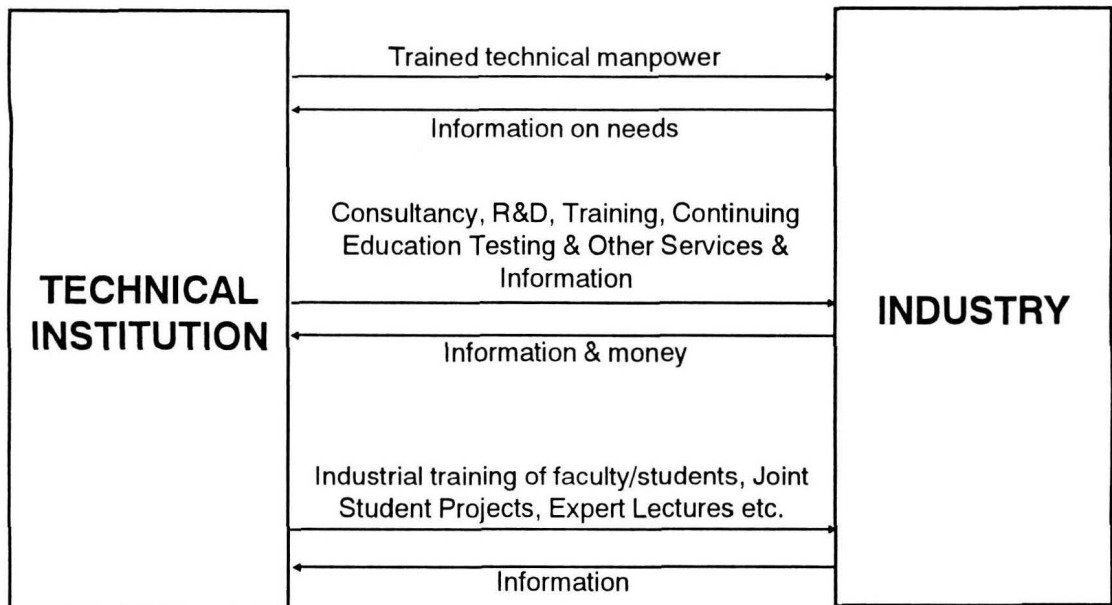 Trained technical manpower
Information on needs
Consultancy, R&D, Training, Continuing
Education Testing & Other Services &
Information
TECHNICAL
INSTITUTION
INDUSTRY
Information & money
Industrial training of faculty/students, Joint
Student Projects, Expert Lectures etc.
Information